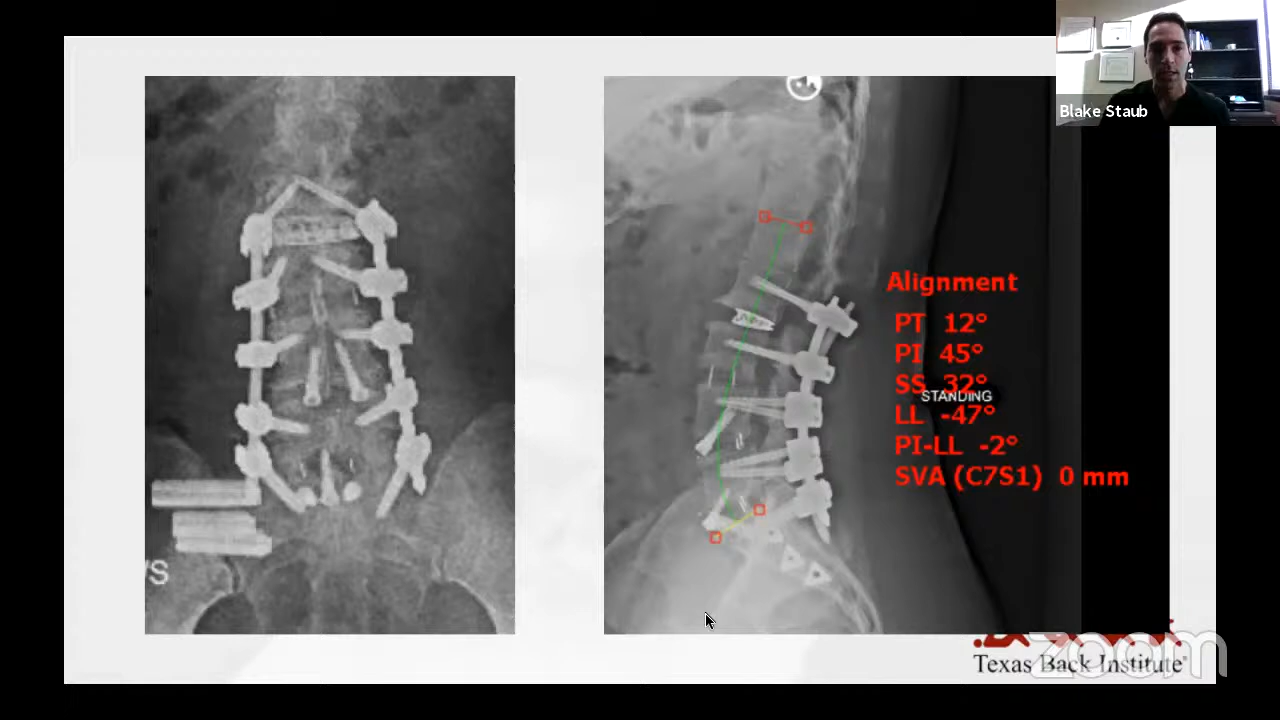 Blake Staub
Alignment
PT 12°
PI 45°
SS 32°
STANDING
LL -47°
PI-LL -2°
SVA (C7S1) 0 mm
/S
zoom
Texas Back Institute®